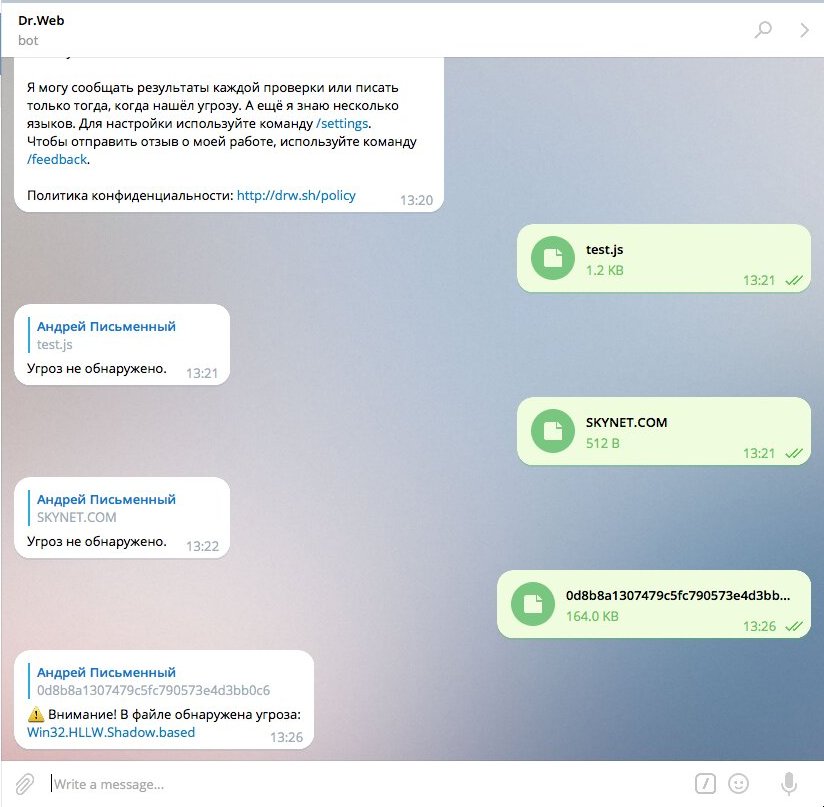 Dr.Web
bot
Я могу сообщать результаты каждой проверки или писать
только тогда, когда нашёл угрозу. А ещё я знаю несколько
языков. Для настройки используйте команду /settings.
Чтобы отправить отзыв о моей работе, используйте команду
/feedback.
Политика конфиденциальности: http://drw.sh/policy
13:20
test.js
1.2 KB
13:21
Андрей Письменный
test.js
Угроз не обнаружено.
13:21
SKYNET.COM
512 B
13:21
Андрей Письменный
SKYNET.COM
Угроз не обнаружено.
13:22
0d8b8a1307479c5fc790573e4d3bb...
164.0 KB
13:26
Андрей Письменный
0d8b8a1307479c5fc790573e4d3bb0c6
⚠️ Внимание! В файле обнаружена угроза:
Win32.HLLW.Shadow.based
13:26
Write a message...